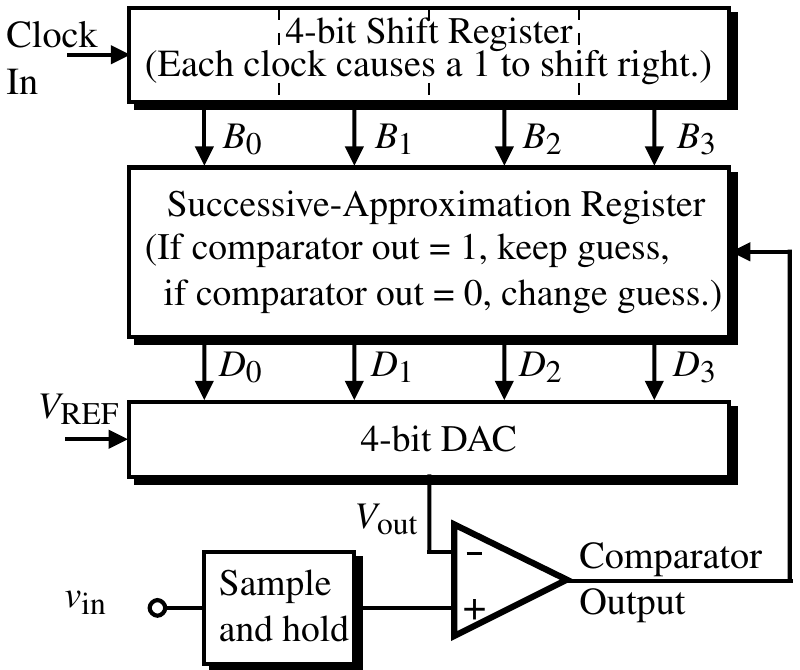 Clock
In
4-bit Shift Register
(Each clock causes a 1 to shift right.)
B0 B1 B2 B3
Successive-Approximation Register
(If comparator out = 1, keep guess,
if comparator out = 0, change guess.)
D0 D1 D2 D3
VREF
4-bit DAC
Vout
vin
Sample
and hold
-
+
Comparator
Output